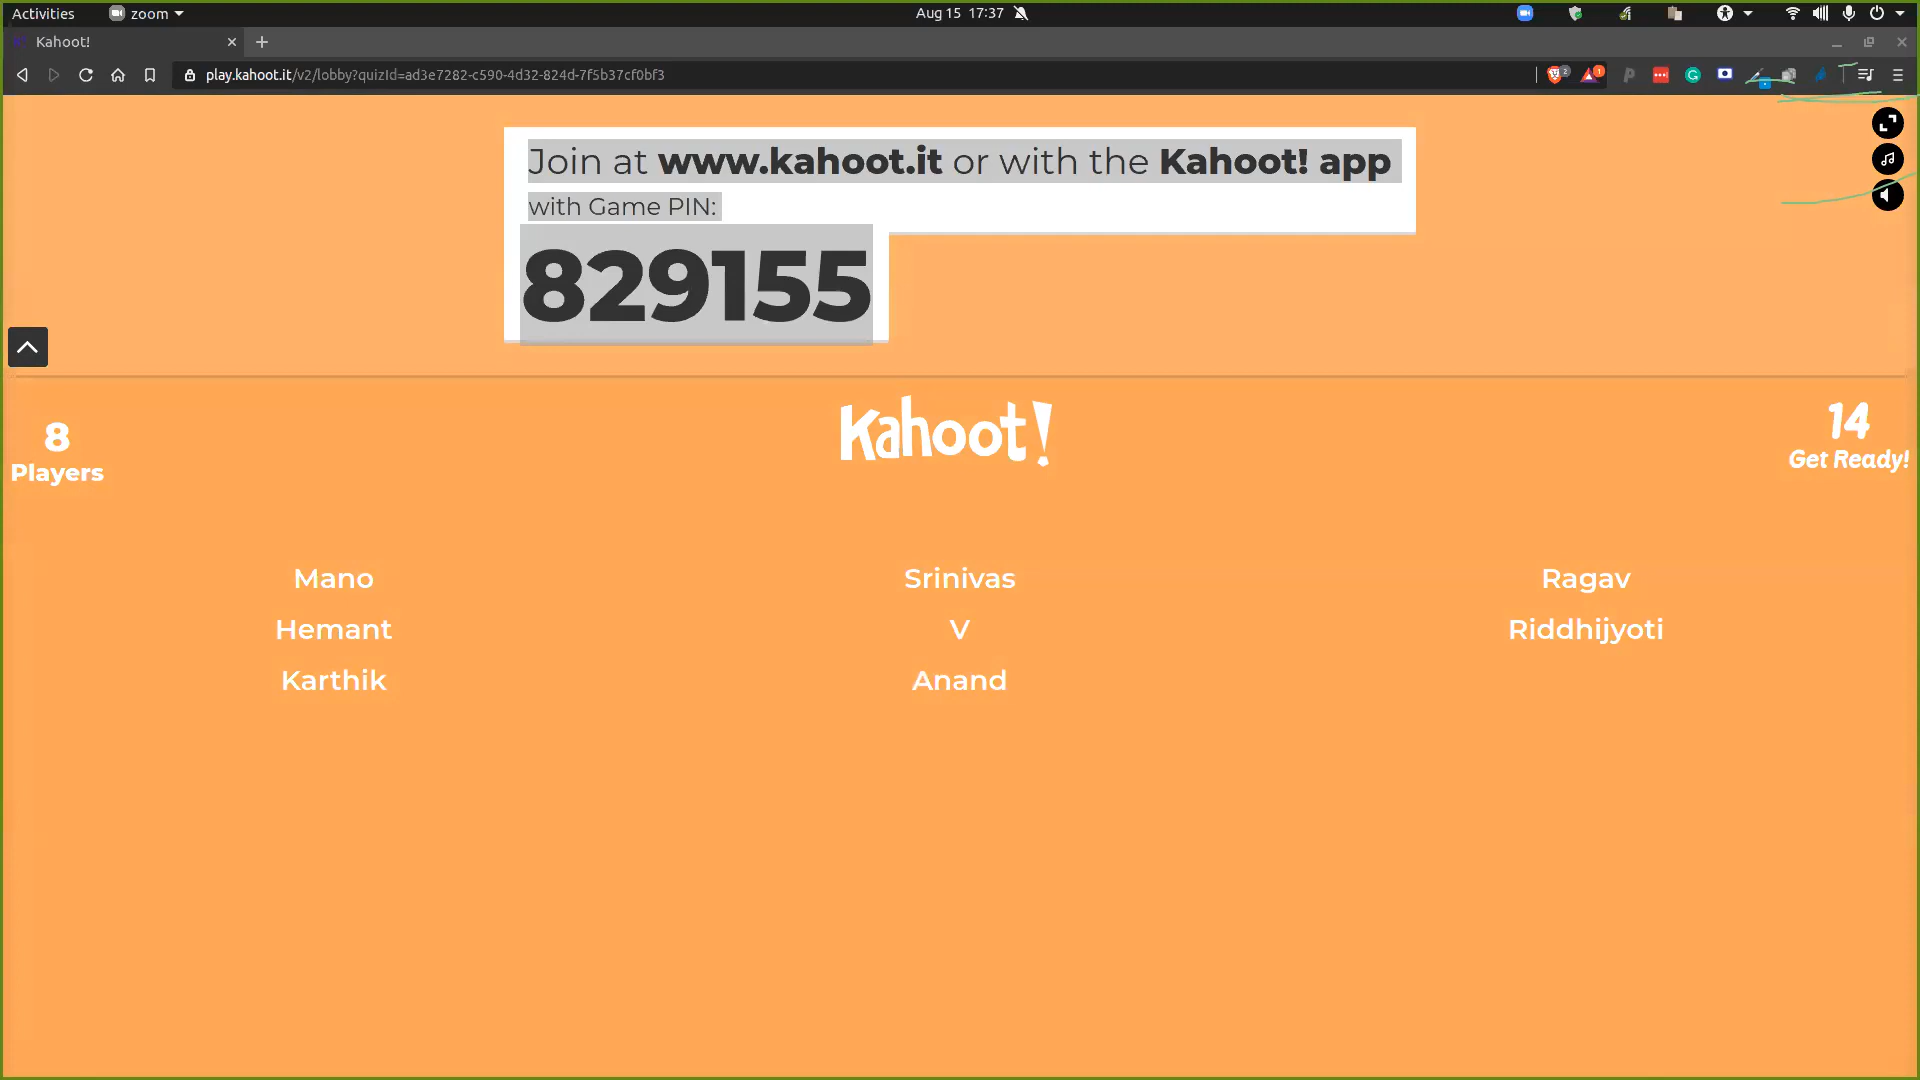 Activities
zoom
Aug 15 17:37
Kahoot!
play.kahoot.it/v2/lobby?quizId=ad3e7282-c590-4d32-824d-7f5b37cf0bf3
2
1
Join at www.kahoot.it or with the Kahoot! app
with Game PIN:
829155
8
Players
Kahoot!
14
Get Ready!
Mano
Srinivas
Ragav
Hemant
V
Riddhijyoti
Karthik
Anand